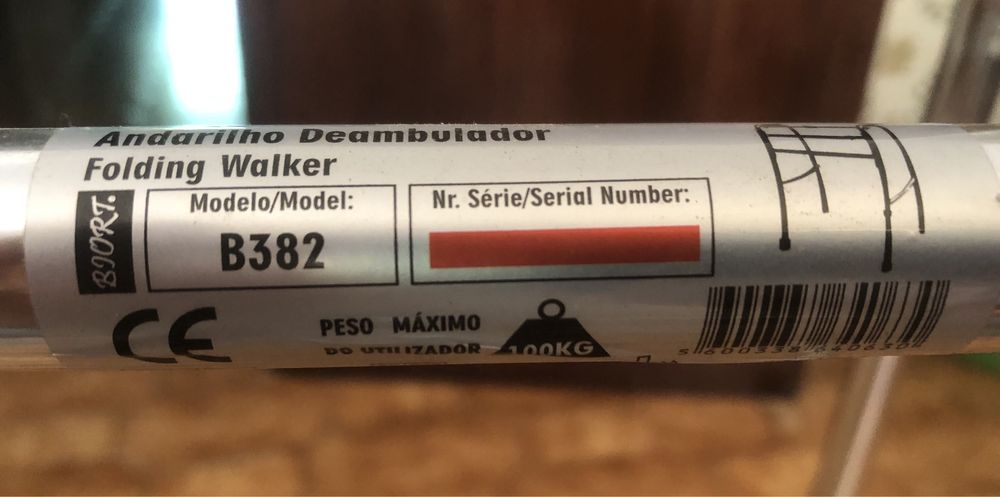 Andarilho Deambulador
Folding Walker
BIORT.
Modelo/Model:
B382
Nr. Série/Serial Number:
CE
PESO MÁXIMO
DO UTILIZADOR
100KG